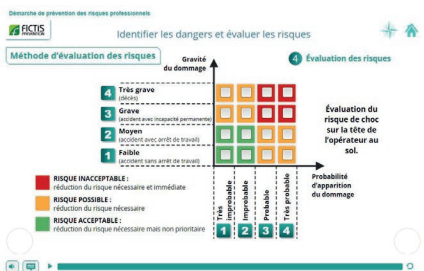 Démarche de prévention des risques professionnels
FICTIS
PRÉVENTION
Identifier les dangers et évaluer les risques
Méthode d'évaluation des risques
Gravité
du dommage
4 Évaluation des risques
4 Très grave
(décès)
3 Grave
(accident avec incapacité permanente)
2 Moyen
(accident avec arrêt de travail)
1 Faible
(accident sans arrêt de travail)
Évaluation du
risque de choc
sur la tête de
l'opérateur au
sol.
Probabilité
d'apparition
du dommage
Très
improbable
Improbable
Probable
Très probable
1 2 3 4
RISQUE INACCEPTABLE :
réduction du risque nécessaire et immédiate
RISQUE POSSIBLE :
réduction du risque nécessaire
RISQUE ACCEPTABLE :
réduction du risque nécessaire mais non prioritaire